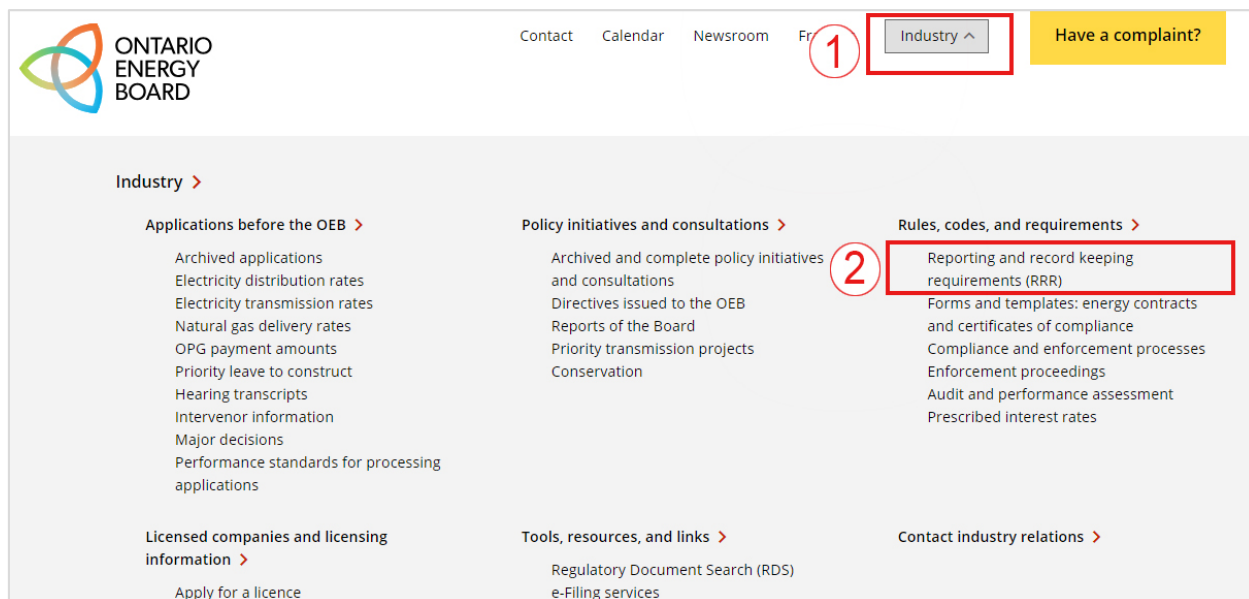 ONTARIO
ENERGY
BOARD
Contact Calendar Newsroom 1 Industry Have a complaint?
Industry
Applications before the OEB
Archived applications
Electricity distribution rates
Electricity transmission rates
Natural gas delivery rates
OPG payment amounts
Priority leave to construct
Hearing transcripts
Intervenor information
Major decisions
Performance standards for processing
applications
Policy initiatives and consultations
Archived and complete policy initiatives
and consultations
Directives issued to the OEB
Reports of the Board
Priority transmission projects
Conservation
Rules, codes, and requirements
2
Reporting and record keeping
requirements (RRR)
Forms and templates: energy contracts
and certificates of compliance
Compliance and enforcement processes
Enforcement proceedings
Audit and performance assessment
Prescribed interest rates
Licensed companies and licensing
information
Apply for a licence
Tools, resources, and links
Regulatory Document Search (RDS)
e-Filing services
Contact industry relations